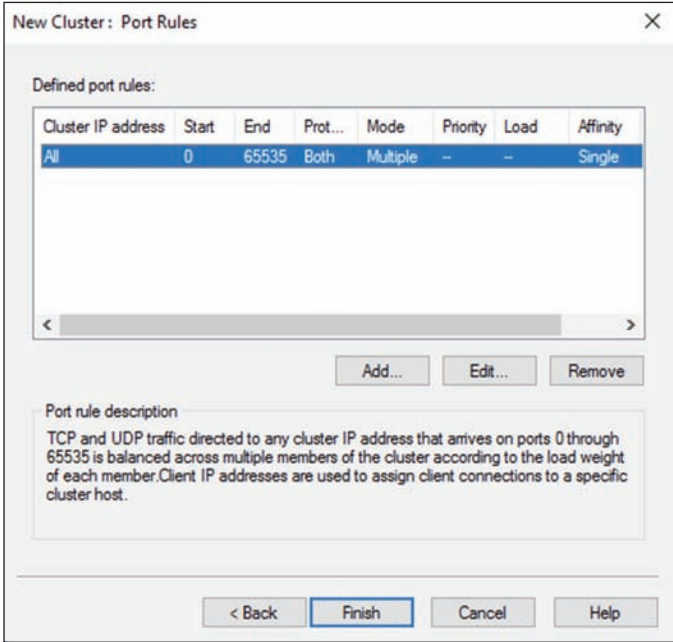 New Cluster: Port Rules
Defined port rules:
Cluster IP address Start End Prot... Mode Priority Load Affinity
All 0 65535 Both Multiple -- -- Single
Add... Edit... Remove
Port rule description
TCP and UDP traffic directed to any cluster IP address that arrives on ports 0 through
65535 is balanced across multiple members of the cluster according to the load weight
of each member.Client IP addresses are used to assign client connections to a specific
cluster host.
< Back Finish Cancel Help